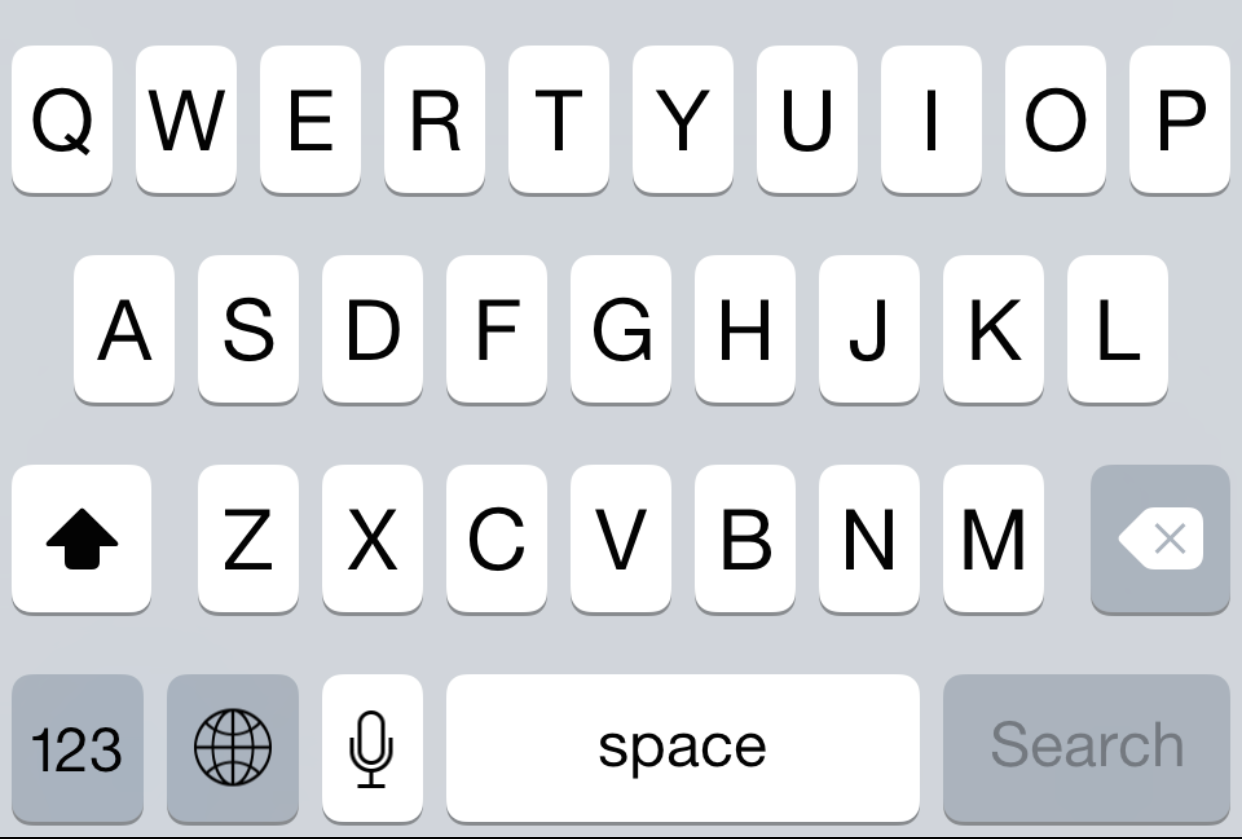 Q W E R T Y U I O P
A S D F G H J K L
Z X C V B N M
123 space Search